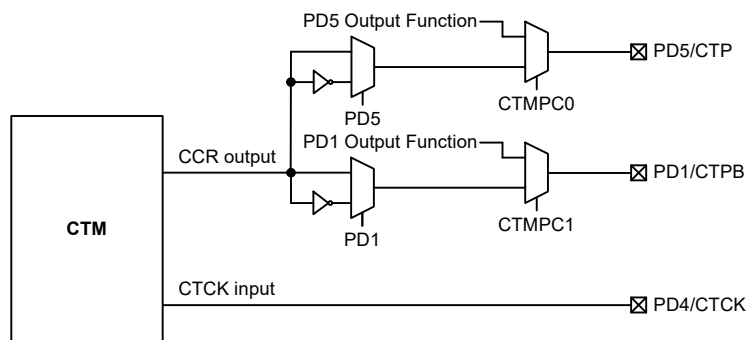 PD5 Output Function
PD5/CTP
PD5
CTMPC0
PD1 Output Function
CCR output
PD1/CTPB
CTM
PD1
CTMPC1
CTCK input
PD4/CTCK